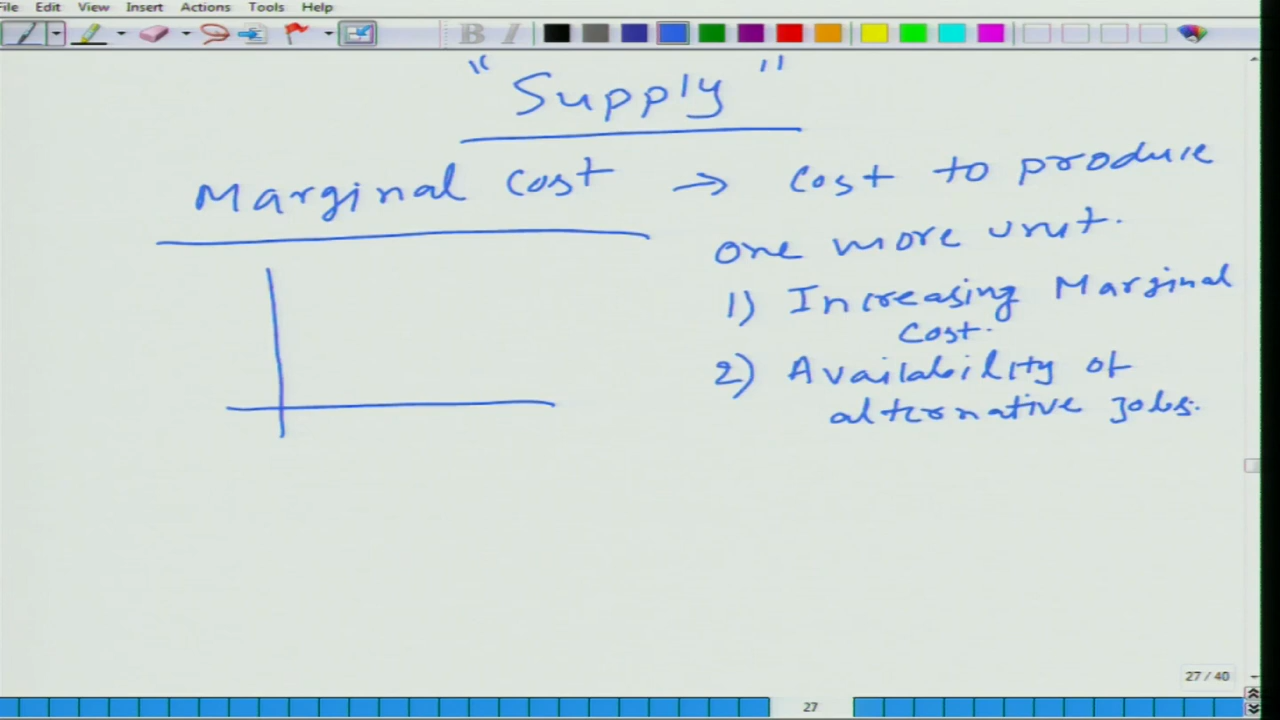 File Edit View Insert Actions Tools Help
B I
"Supply"
Marginal cost → cost to produce
one more unit.
1) Increasing Marginal
cost.
2) Availability of
alternative jobs.
27 / 40
27